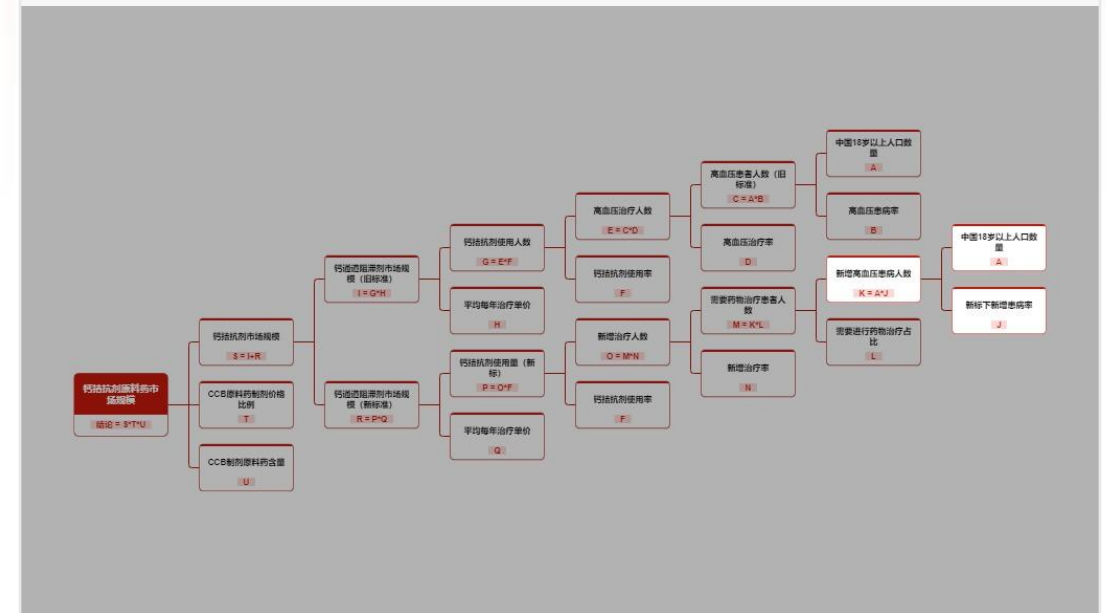 中国18岁以上人口数
量
A
高血压患者人数（旧
标准）
C = A*B
高血压治疗人数
E = C*D
高血压患病率
B
钙拮抗剂使用人数
G = E*F
高血压治疗率
D
中国18岁以上人口数
量
A
钙通道阻滞剂市场规
模（旧标准）
I = G*H
钙拮抗剂使用率
F
新增高血压患病人数
K = A*J
平均每年治疗单价
H
需要药物治疗患者人
数
M = K*L
新标下新增患病率
J
钙拮抗剂市场规模
S = I+R
新增治疗人数
O = M*N
需要进行药物治疗占
比
L
钙拮抗剂使用量（新
标）
P = O*F
新增治疗率
N
钙拮抗剂原料药市
场规模
结论 = S*T*U
CCB原料药制剂价格
比例
T
钙通道阻滞剂市场规
模（新标准）
R = P*Q
钙拮抗剂使用率
F
平均每年治疗单价
Q
CCB制剂原料药含量
U